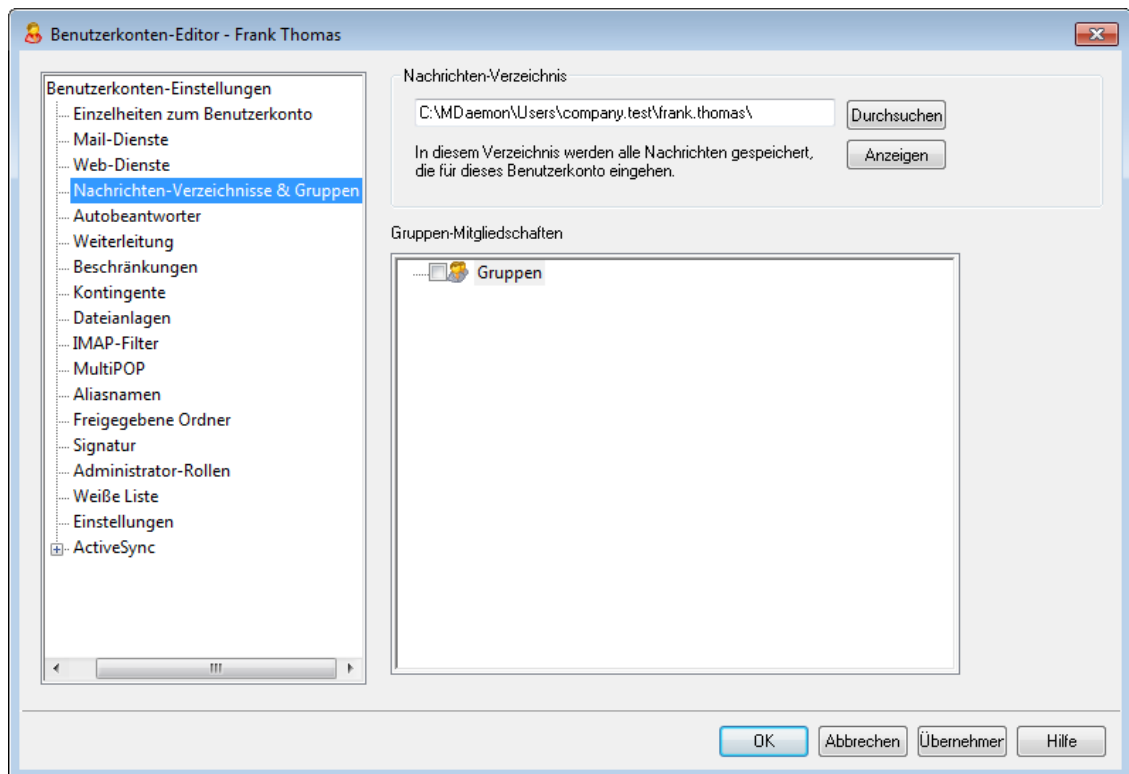 Benutzerkonten-Editor - Frank Thomas
Benutzerkonten-Einstellungen
Einzelheiten zum Benutzerkonto
Mail-Dienste
Web-Dienste
Nachrichten-Verzeichnisse & Gruppen
Autobeantworter
Weiterleitung
Beschränkungen
Kontingente
Dateianlagen
IMAP-Filter
MultiPOP
Aliasnamen
Freigegebene Ordner
Signatur
Administrator-Rollen
Weiße Liste
Einstellungen
ActiveSync
Nachrichten-Verzeichnis
C:\MDaemon\Users\company.test\frank.thomas\
Durchsuchen
In diesem Verzeichnis werden alle Nachrichten gespeichert,
die für dieses Benutzerkonto eingehen.
Anzeigen
Gruppen-Mitgliedschaften
Gruppen
OK
Abbrechen
Übernehmer
Hilfe